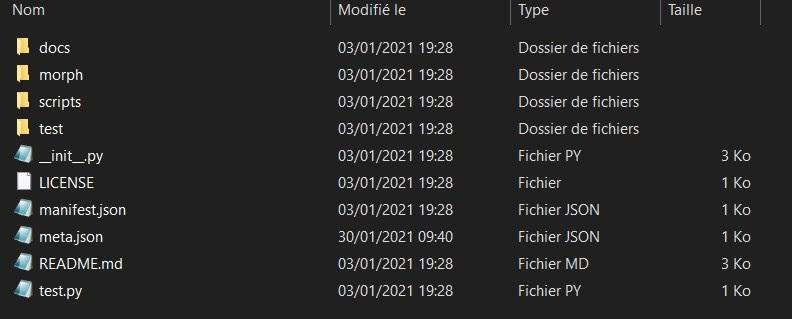 Nom Modifié le Type Taille
docs 03/01/2021 19:28 Dossier de fichiers
morph 03/01/2021 19:28 Dossier de fichiers
scripts 03/01/2021 19:28 Dossier de fichiers
test 03/01/2021 19:28 Dossier de fichiers
__init__.py 03/01/2021 19:28 Fichier PY 3 Ko
LICENSE 03/01/2021 19:28 Fichier 1 Ko
manifest.json 03/01/2021 19:28 Fichier JSON 1 Ko
meta.json 30/01/2021 09:40 Fichier JSON 1 Ko
README.md 03/01/2021 19:28 Fichier MD 3 Ko
test.py 03/01/2021 19:28 Fichier PY 1 Ko